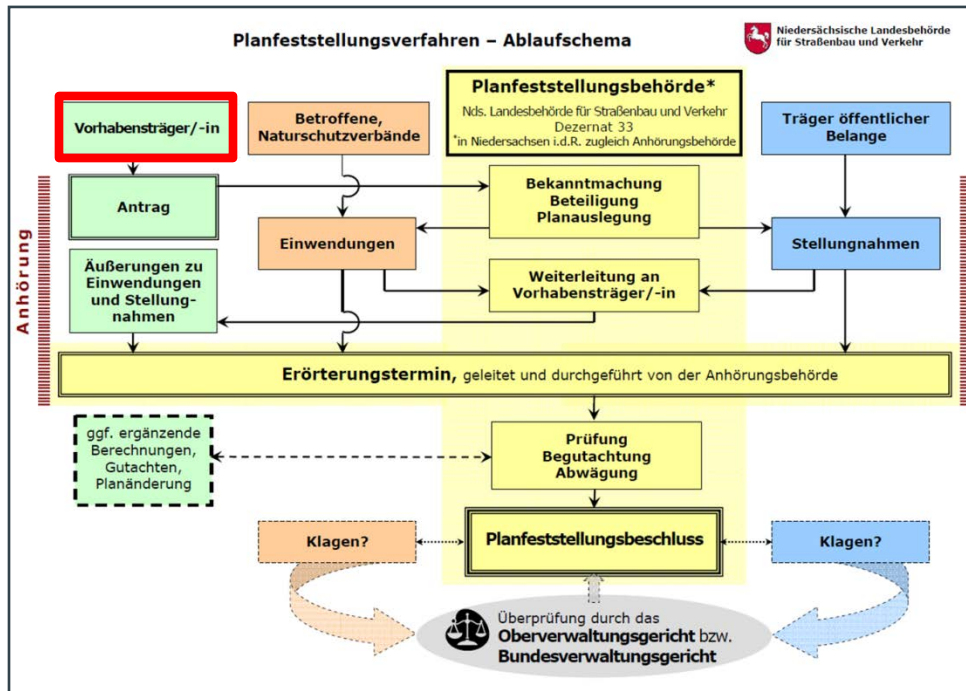 Planfeststellungsverfahren – Ablaufschema
Niedersächsische Landesbehörde
für Straßenbau und Verkehr
Vorhabensträger/-in
Betroffene,
Naturschutzverbände
Planfeststellungsbehörde*
Nds. Landesbehörde für Straßenbau und Verkehr
Dezernat 33
*in Niedersachsen i.d.R. zugleich Anhörungsbehörde
Träger öffentlicher
Belange
Anhörung
Antrag
Bekanntmachung
Beteiligung
Planauslegung
Einwendungen
Stellungnahmen
Äußerungen zu
Einwendungen
und Stellung-
nahmen
Weiterleitung an
Vorhabensträger/-in
Erörterungstermin, geleitet und durchgeführt von der Anhörungsbehörde
ggf. ergänzende
Berechnungen,
Gutachten,
Planänderung
Prüfung
Begutachtung
Abwägung
Klagen?
Planfeststellungsbeschluss
Klagen?
Überprüfung durch das
Oberverwaltungsgericht bzw.
Bundesverwaltungsgericht